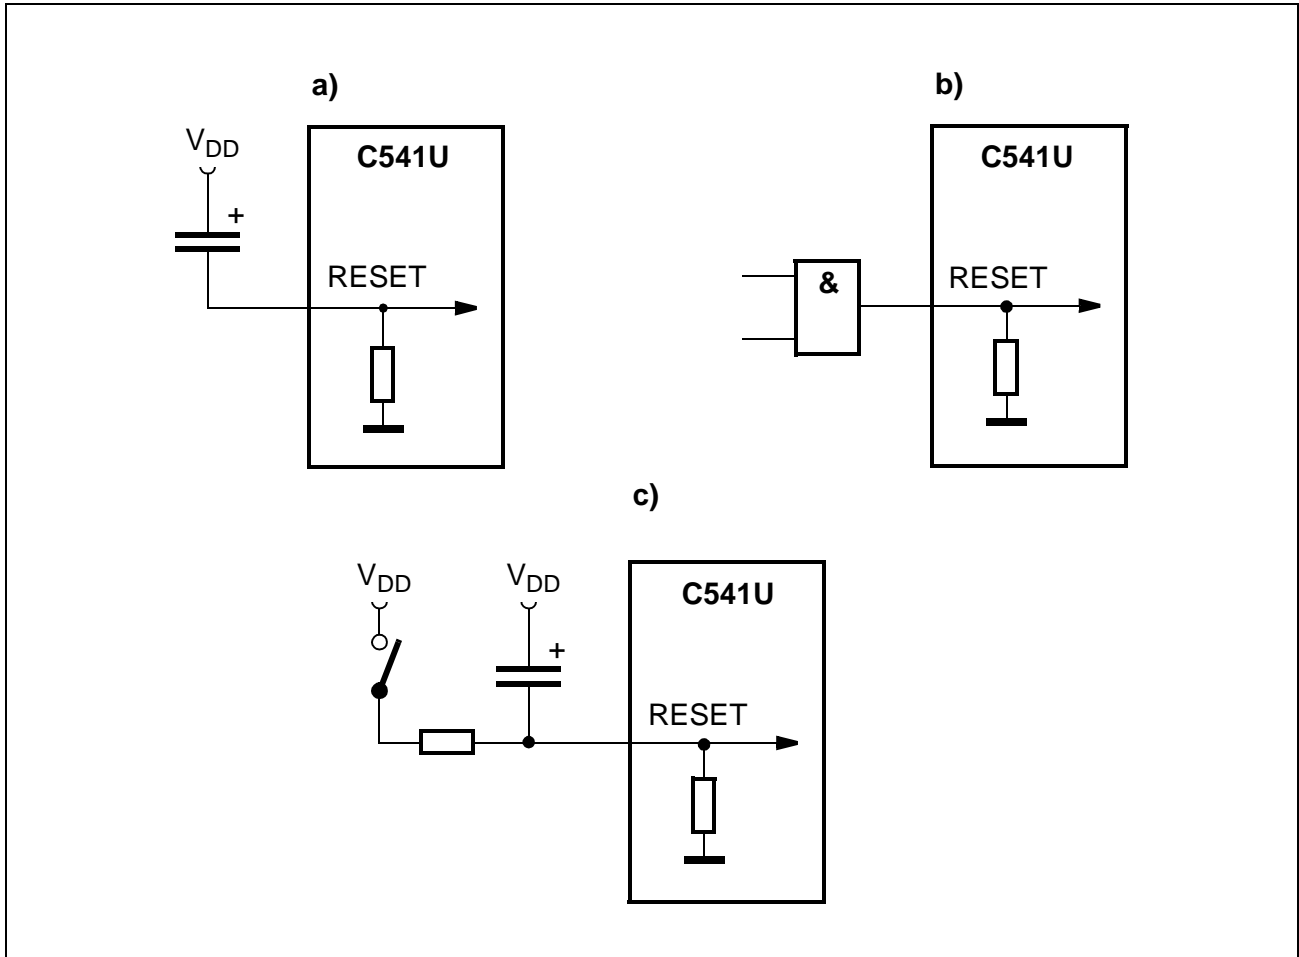 a)
b)
VDD
C541U
C541U
+
RESET
RESET
&
c)
VDD
VDD
C541U
+
RESET